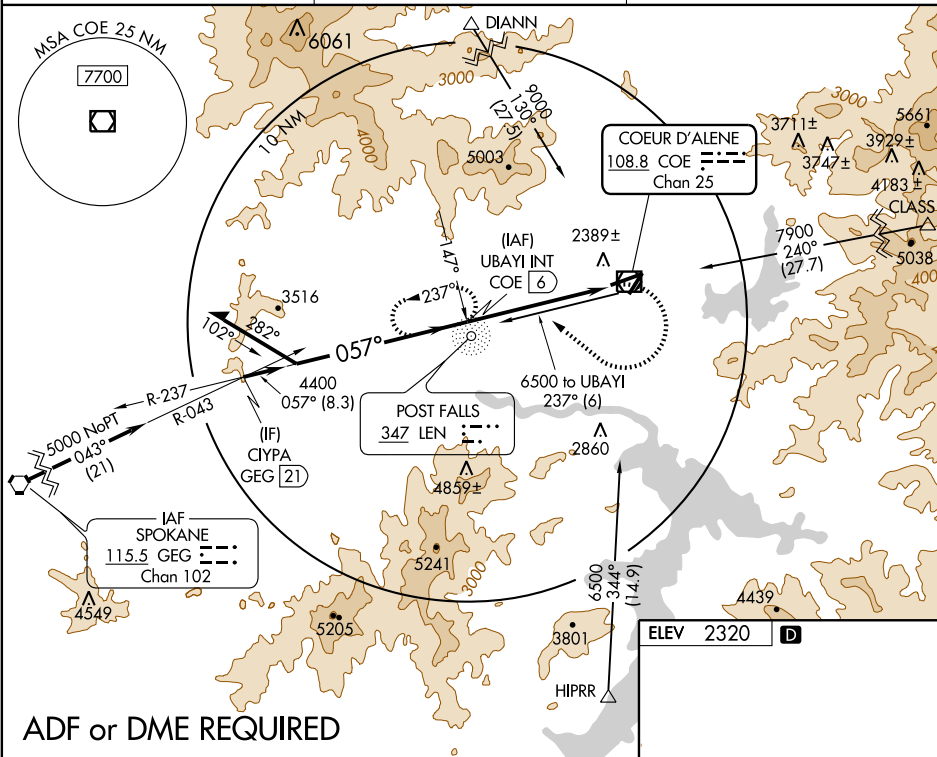 MSA COE 25 NM
7700
6061
DIANN
3000
4000
10 NM
9000
130°
(27.5)
5003
COEUR D'ALENE
108.8 COE
Chan 25
3000
5661
3711±
3747±
3929±
4183±
CLASS
7900
240°
(27.7)
5038
400
147°
(IAF)
UBAYI INT
COE 6
2389±
237°
3516
282°
102°
057°
4400
057° (8.3)
6500 to UBAYI
237° (6)
R-237
R-043
5000 NoPT
043°
(21)
(IF)
CIYPA
GEG 21
POST FALLS
347 LEN
2860
4859±
IAF
SPOKANE
115.5 GEG
Chan 102
4549
5241
3000
5205
6500
344°
(14.9)
3801
4439
HIPRR
ELEV 2320 D
ADF or DME REQUIRED